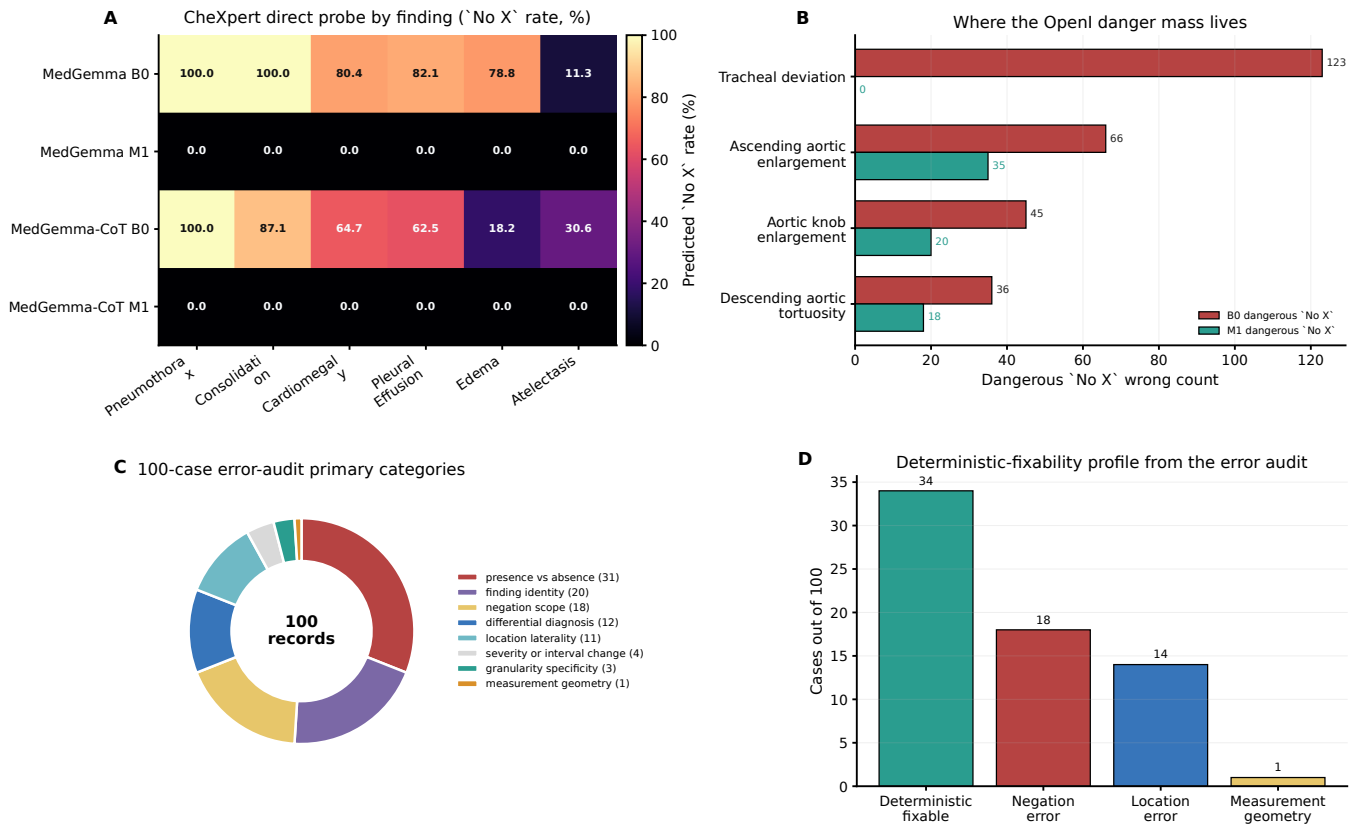 A
CheXpert direct probe by finding (`No X` rate, %)
MedGemma B0
100.0
100.0
80.4
82.1
78.8
11.3
MedGemma M1
0.0
0.0
0.0
0.0
0.0
0.0
MedGemma-CoT B0
100.0
87.1
64.7
62.5
18.2
30.6
MedGemma-CoT M1
0.0
0.0
0.0
0.0
0.0
0.0
Pneumothora
x
Consolidati
on
Cardiomegal
y
Pleural
Effusion
Edema
Atelectasis
100
80
60
40
20
0
Predicted `No X` rate (%)
B
Where the OpenI danger mass lives
Tracheal deviation
123
0
Ascending aortic
enlargement
66
35
Aortic knob
enlargement
45
20
Descending aortic
tortuosity
36
18
B0 dangerous `No X`
M1 dangerous `No X`
0
20
40
60
80
100
120
Dangerous `No X` wrong count
C
100-case error-audit primary categories
100
records
presence vs absence (31)
finding identity (20)
negation scope (18)
differential diagnosis (12)
location laterality (11)
severity or interval change (4)
granularity specificity (3)
measurement geometry (1)
D
Deterministic-fixability profile from the error audit
Cases out of 100
35
30
25
20
15
10
5
0
34
18
14
1
Deterministic
fixable
Negation
error
Location
error
Measurement
geometry